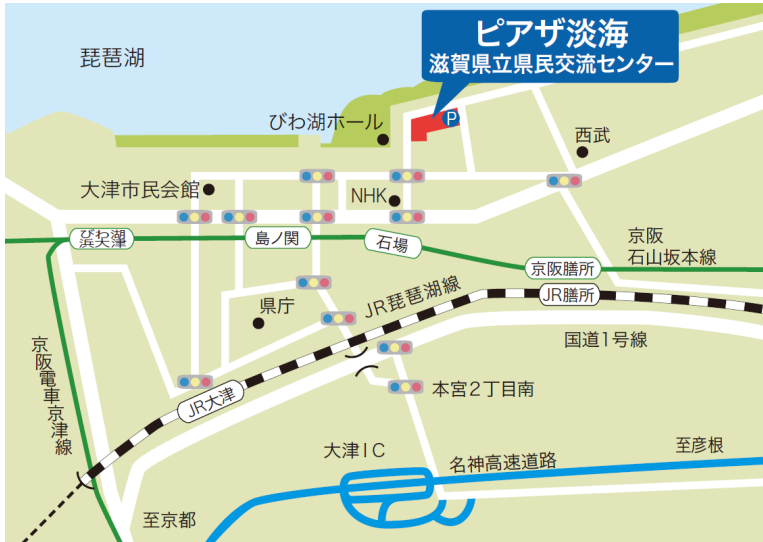 琵琶湖
ピアザ淡海
滋賀県立県民交流センター
P
びわ湖ホール
西武
大津市民会館
NHK
びわ湖
浜大津
島ノ関
石場
京阪膳所
京阪
石山坂本線
県庁
JR琵琶湖線
JR膳所
国道1号線
京阪電車京津線
JR大津
本宮2丁目南
大津IC
名神高速道路
至彦根
至京都